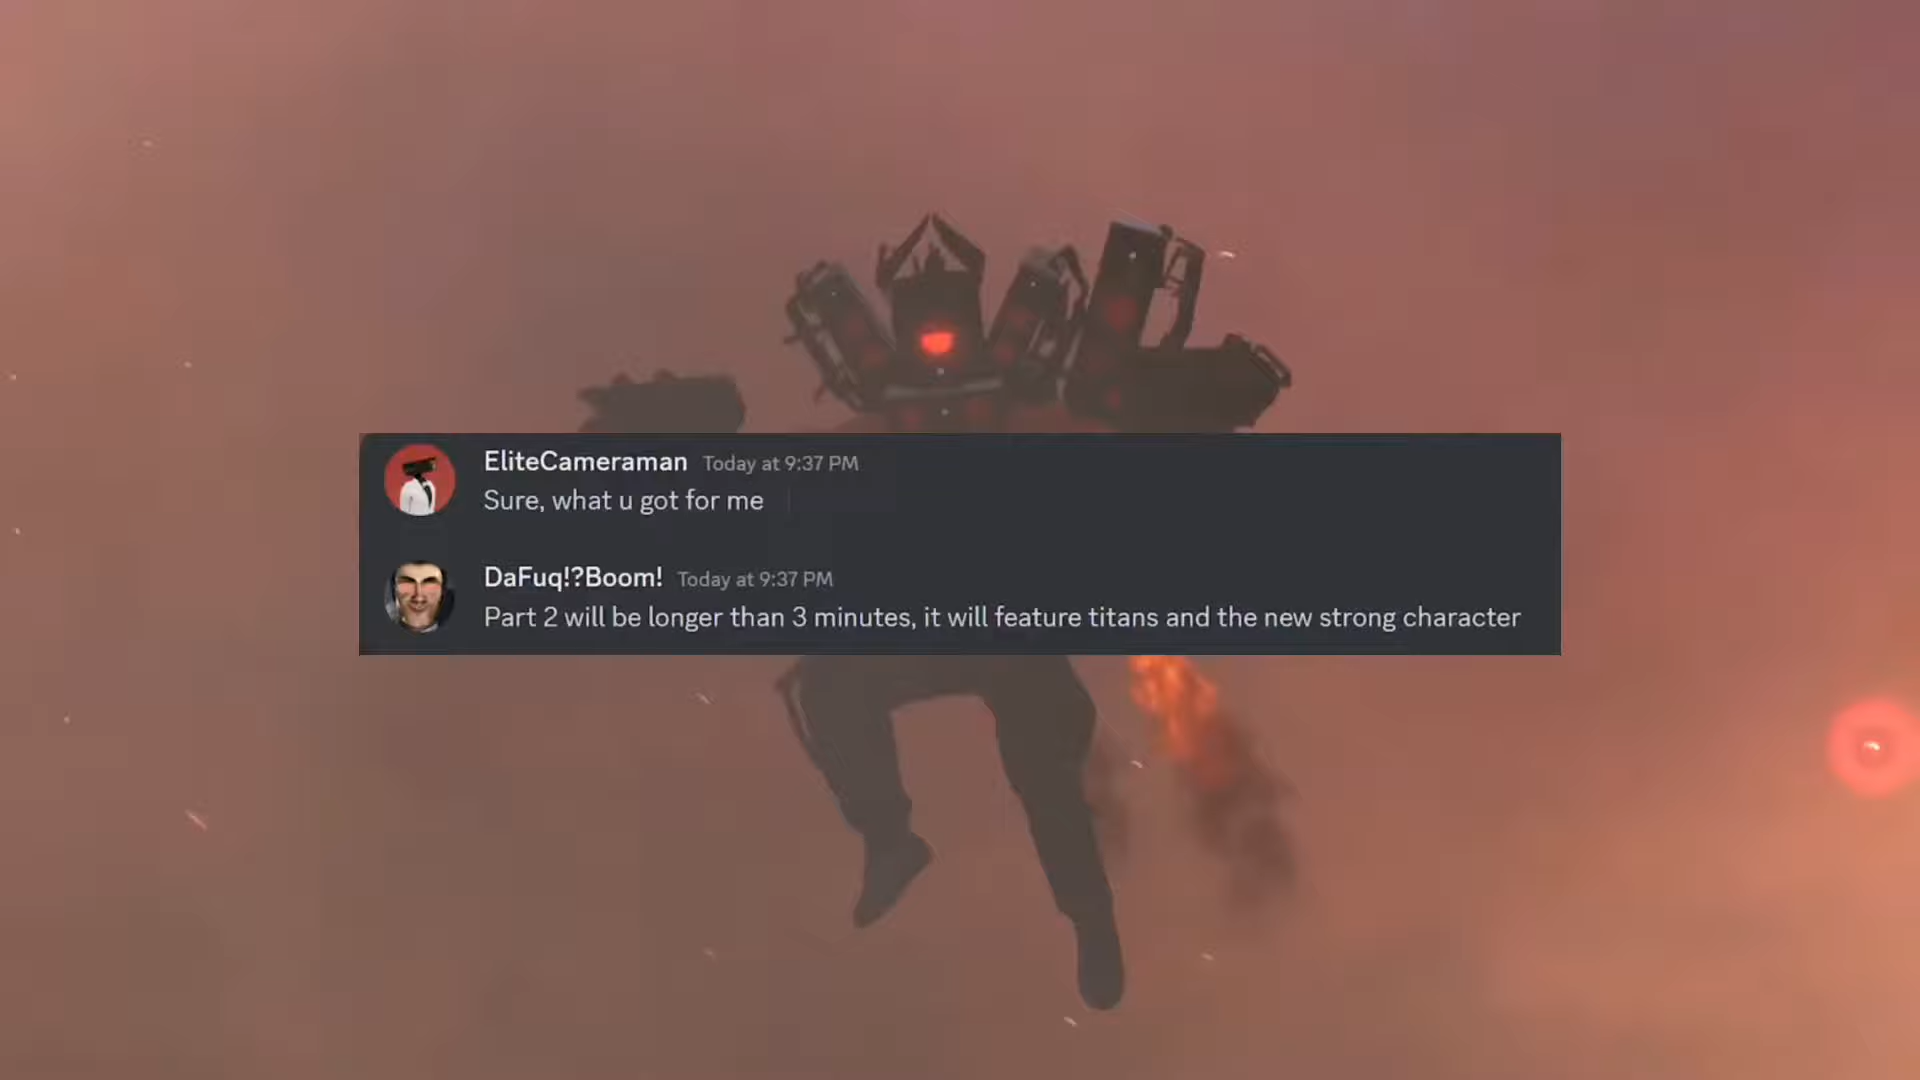 EliteCameraman Today at 9:37 PM
Sure, what u got for me
DaFuq!?Boom! Today at 9:37 PM
Part 2 will be longer than 3 minutes, it will feature titans and the new strong character